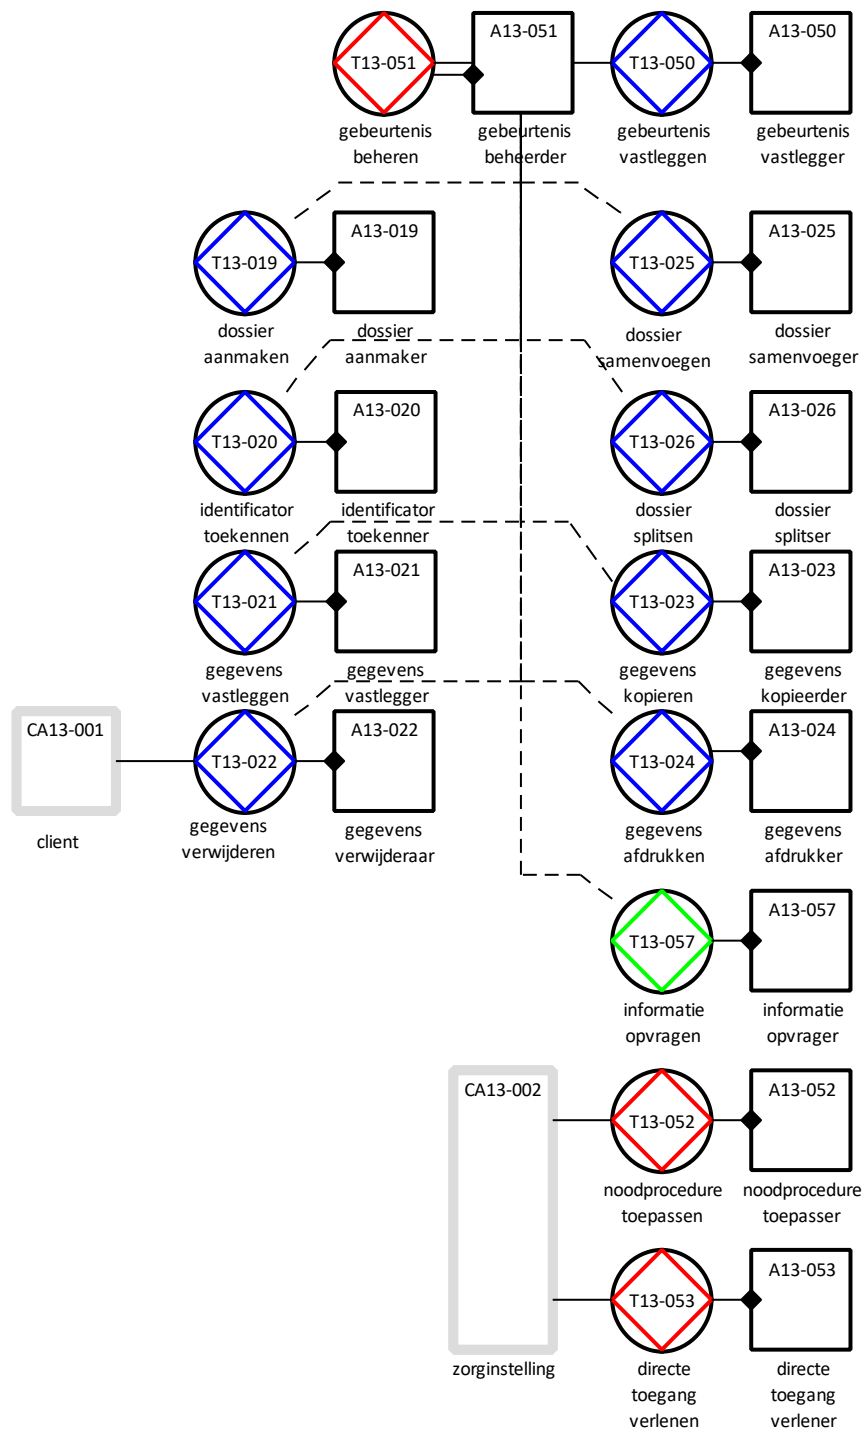 T13-051
A13-051
T13-050
A13-050
gebeurtenis
beheren
gebeurtenis
beheerder
gebeurtenis
vastleggen
gebeurtenis
vastlegger
T13-019
A13-019
T13-025
A13-025
dossier
aanmaken
dossier
aanmaker
dossier
samenvoegen
dossier
samenvoeger
T13-020
A13-020
T13-026
A13-026
identificator
toekennen
identificator
toekenner
dossier
splitsen
dossier
splitser
T13-021
A13-021
T13-023
A13-023
gegevens
vastleggen
gegevens
vastlegger
gegevens
kopieren
gegevens
kopieerder
CA13-001
T13-022
A13-022
T13-024
A13-024
client
gegevens
verwijderen
gegevens
verwijderaar
gegevens
afdrukken
gegevens
afdrukker
T13-057
A13-057
informatie
opvragen
informatie
opvrager
CA13-002
T13-052
A13-052
noodprocedure
toepassen
noodprocedure
toepasser
T13-053
A13-053
zorginstelling
directe
toegang
verlenen
directe
toegang
verlener